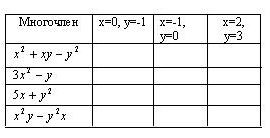 Многочлен x=0, y=-1 x=-1, y=0 x=2, y=3
x² + xy − y²
3x² − y
5x + y²
x²y − y²x